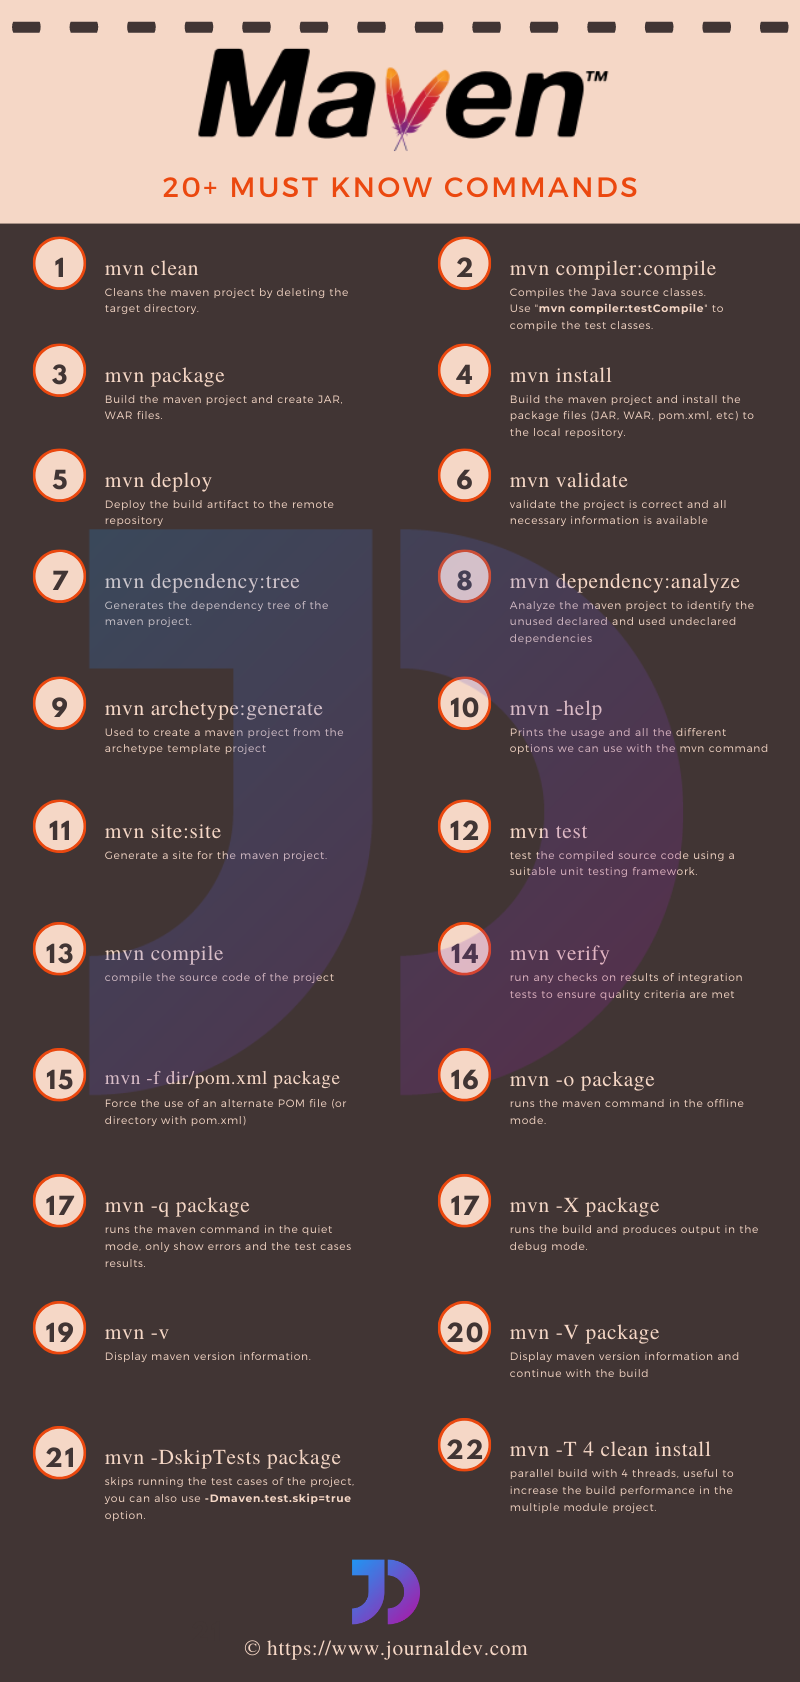 Maven™
20+ MUST KNOW COMMANDS
1
mvn clean
Cleans the maven project by deleting the
target directory.
2
mvn compiler:compile
Compiles the Java source classes.
Use "mvn compiler:testCompile" to
compile the test classes.
3
mvn package
Build the maven project and create JAR,
WAR files.
4
mvn install
Build the maven project and install the
package files (JAR, WAR, pom.xml, etc) to
the local repository.
5
mvn deploy
Deploy the build artifact to the remote
repository
6
mvn validate
validate the project is correct and all
necessary information is available
7
mvn dependency:tree
Generates the dependency tree of the
maven project.
8
mvn dependency:analyze
Analyze the maven project to identify the
unused declared and used undeclared
dependencies
9
mvn archetype:generate
Used to create a maven project from the
archetype template project
10
mvn -help
Prints the usage and all the different
options we can use with the mvn command
11
mvn site:site
Generate a site for the maven project.
12
mvn test
test the compiled source code using a
suitable unit testing framework.
13
mvn compile
compile the source code of the project
14
mvn verify
run any checks on results of integration
tests to ensure quality criteria are met
15
mvn -f dir/pom.xml package
Force the use of an alternate POM file (or
directory with pom.xml)
16
mvn -o package
runs the maven command in the offline
mode.
17
mvn -q package
runs the maven command in the quiet
mode, only show errors and the test cases
results.
17
mvn -X package
runs the build and produces output in the
debug mode.
19
mvn -v
Display maven version information.
20
mvn -V package
Display maven version information and
continue with the build
21
mvn -DskipTests package
skips running the test cases of the project,
you can also use -Dmaven.test.skip=true
option.
22
mvn -T 4 clean install
parallel build with 4 threads, useful to
increase the build performance in the
multiple module project.
JD
© https://www.journaldev.com